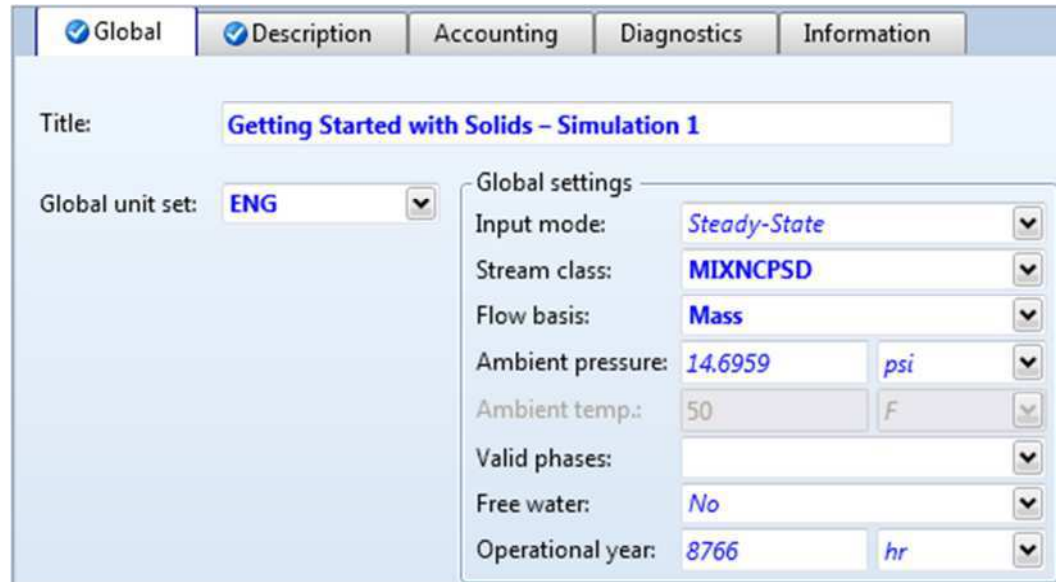 Global Description Accounting Diagnostics Information
Title: Getting Started with Solids – Simulation 1
Global unit set: ENG
Global settings
Input mode: Steady-State
Stream class: MIXNCPSD
Flow basis: Mass
Ambient pressure: 14.6959 psi
Ambient temp.: 50 F
Valid phases:
Free water: No
Operational year: 8766 hr